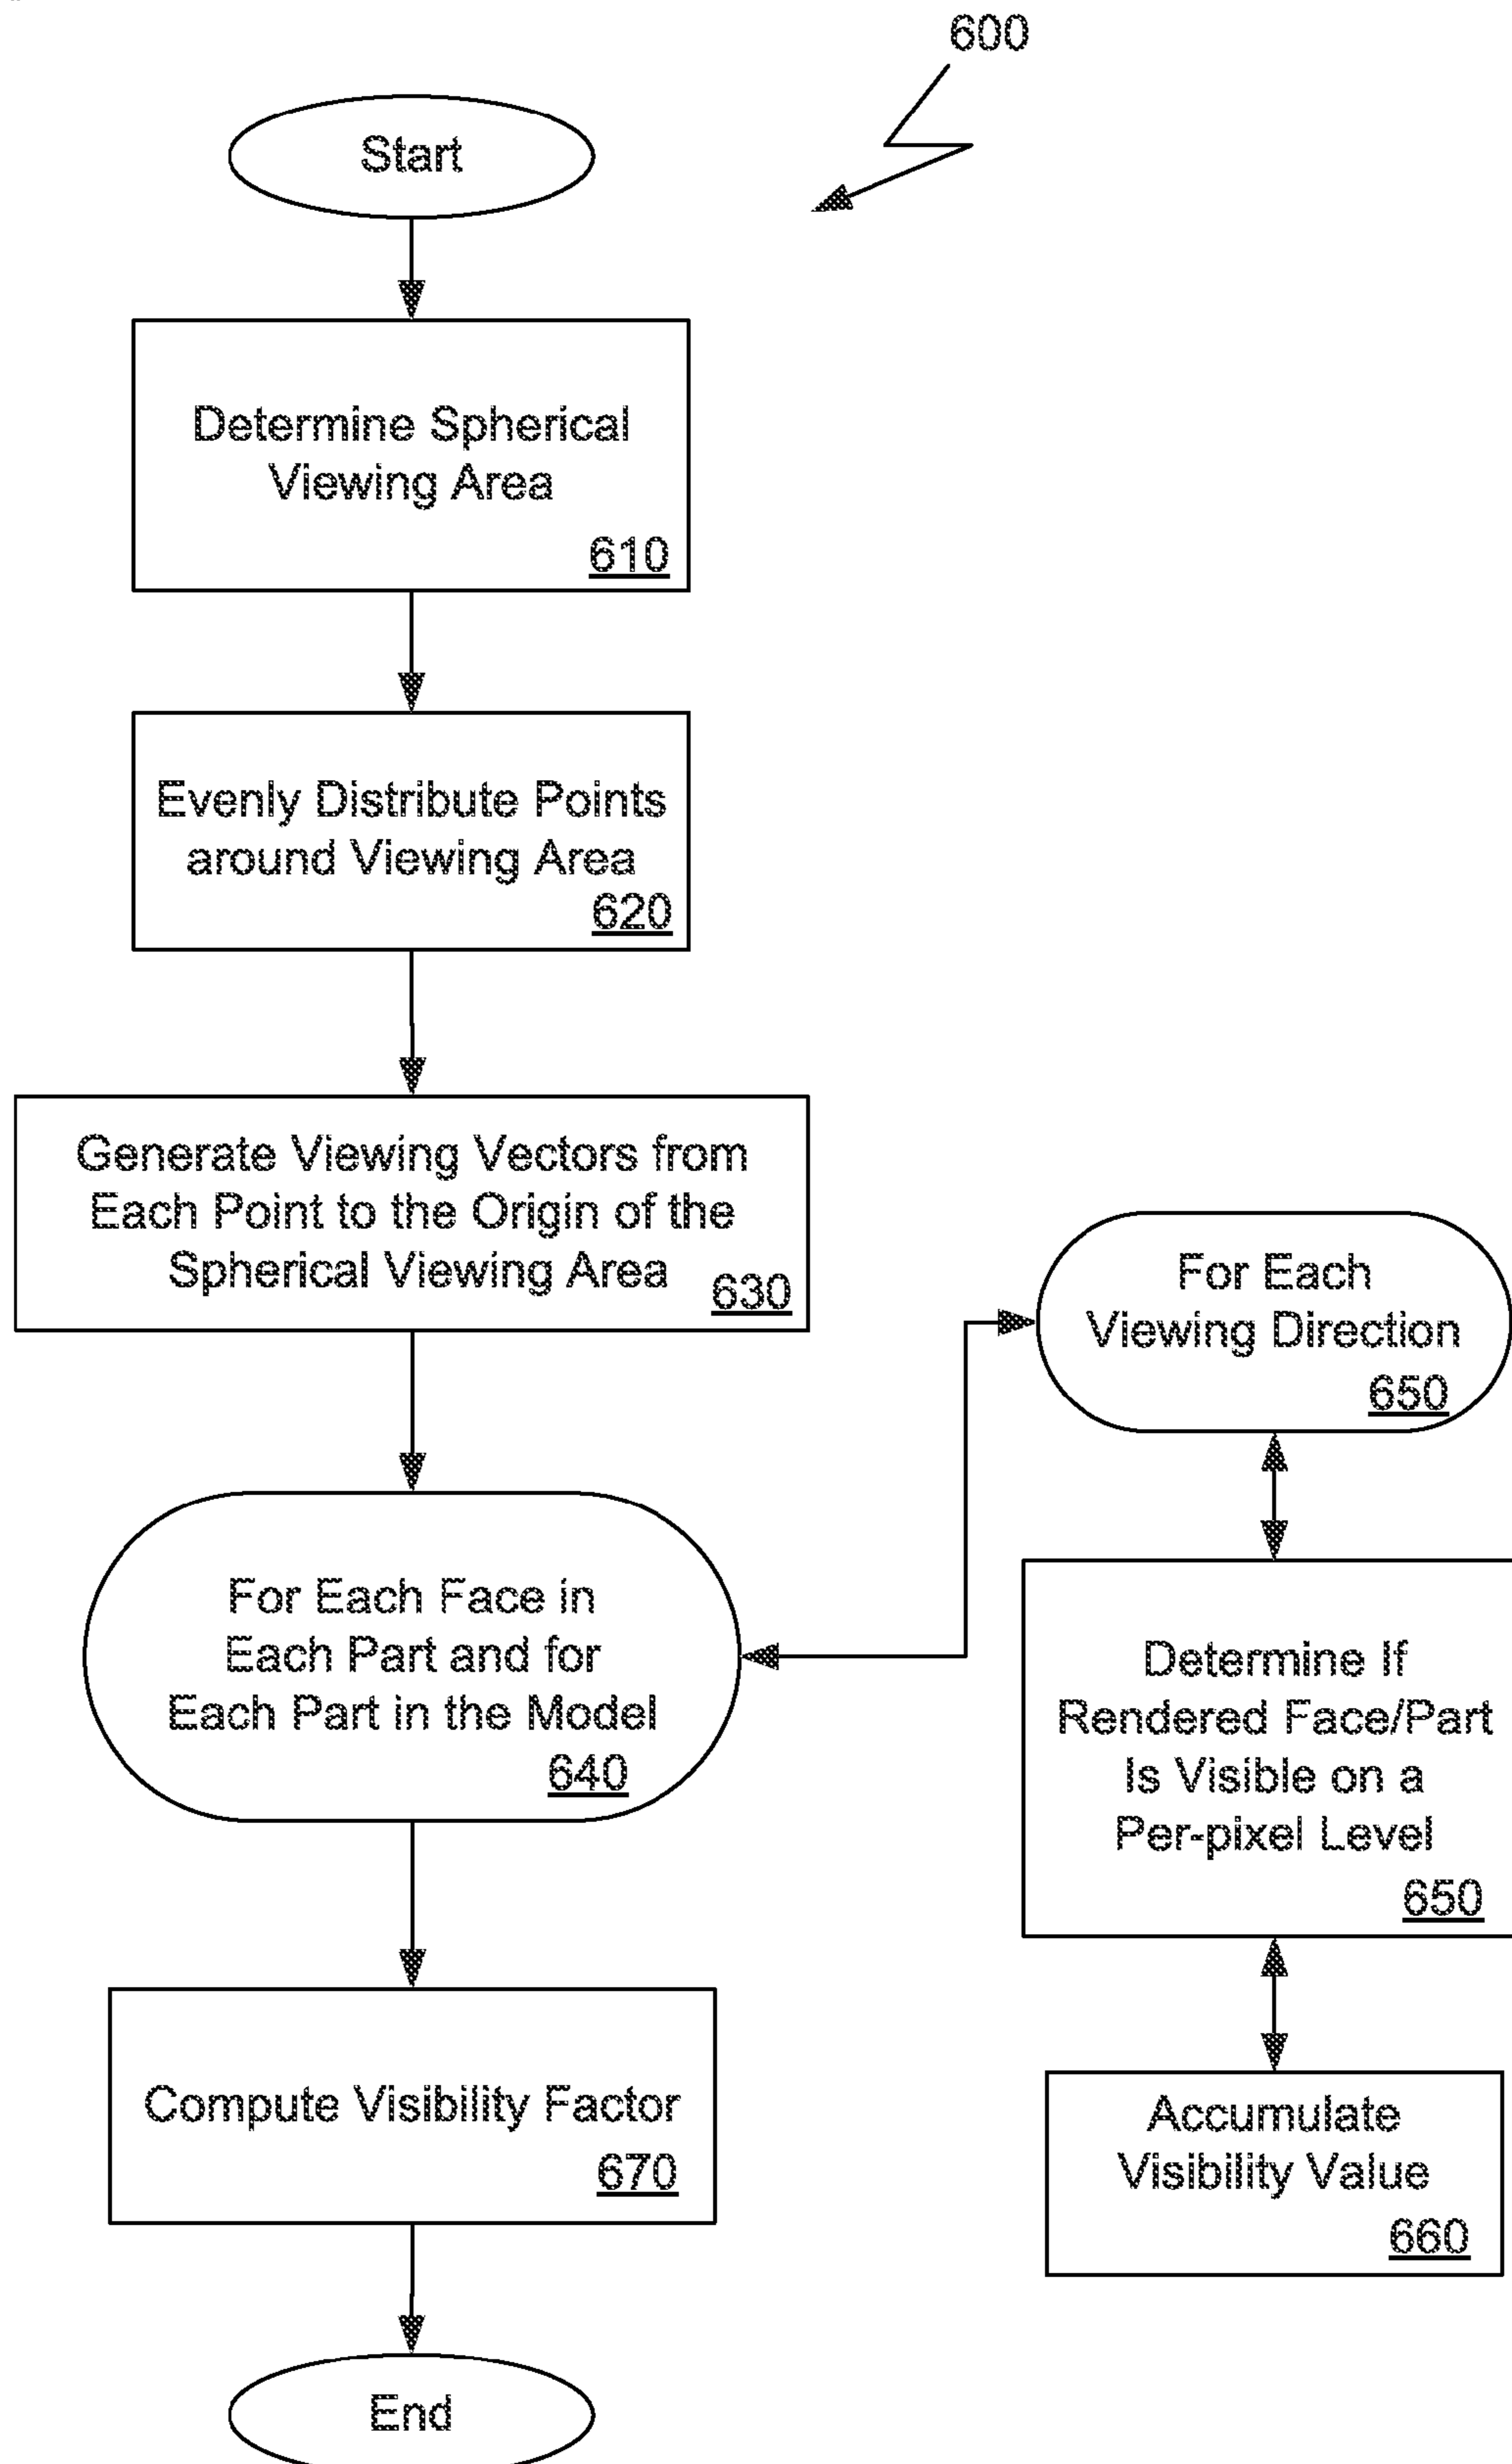 600
Start
Determine Spherical
Viewing Area
610
Evenly Distribute Points
around Viewing Area
620
Generate Viewing Vectors from
Each Point to the Origin of the
Spherical Viewing Area
630
For Each Face in
Each Part and for
Each Part in the Model
640
For Each
Viewing Direction
650
Determine If
Rendered Face/Part
Is Visible on a
Per-pixel Level
650
Accumulate
Visibility Value
660
Compute Visibility Factor
670
End